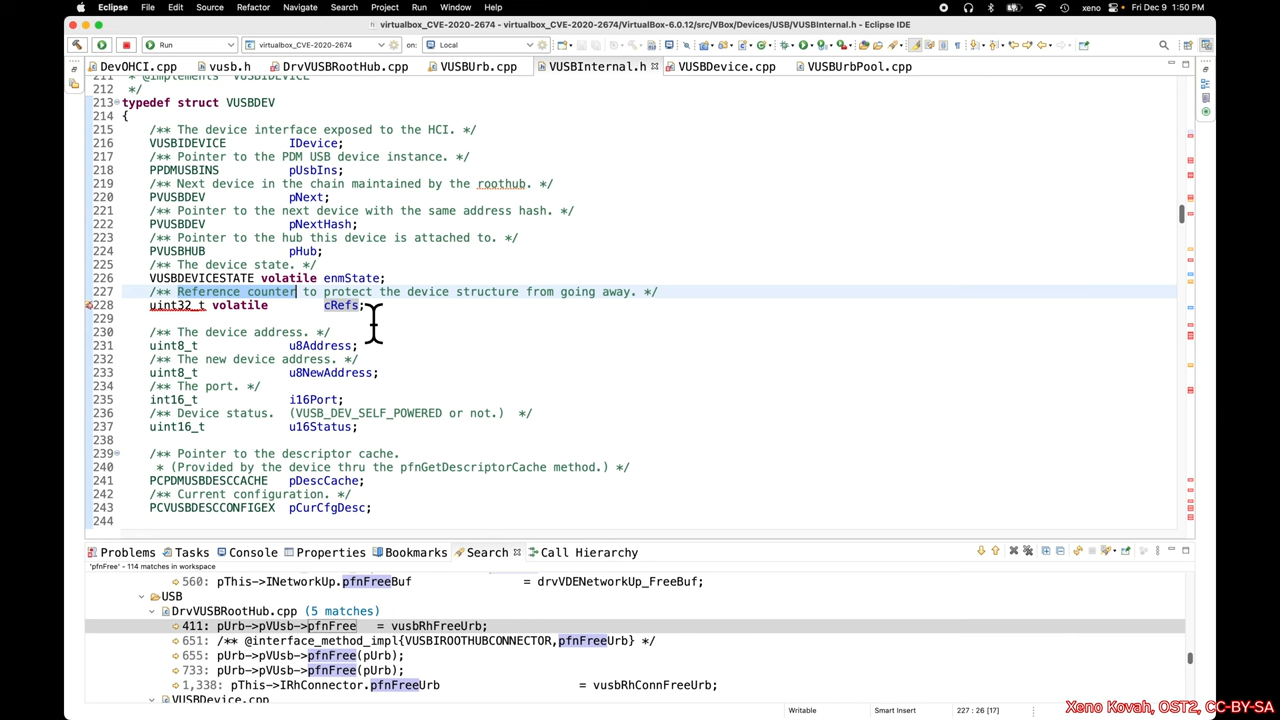 Eclipse File Edit Source Refactor Navigate Search Project Run Window Help xeno Fri Dec 9 1:50 PM
virtualbox_CVE-2020-2674 - virtualbox_CVE-2020-2674/VirtualBox-6.0.12/src/VBox/Devices/USB/VUSBInternal.h - Eclipse IDE
Run virtualbox_CVE-2020-2674 on: Local
DevOHCI.cpp vusb.h DrvVUSBRootHub.cpp VUSBUrb.cpp VUSBInternal.h VUSBDevice.cpp VUSBUrbPool.cpp
211 * @implements VUSBIDEVICE
212 */
213 typedef struct VUSBDEV
214 {
215 /** The device interface exposed to the HCI. */
216 VUSBIDEVICE IDevice;
217 /** Pointer to the PDM USB device instance. */
218 PPDMUSBINS pUsbIns;
219 /** Next device in the chain maintained by the roothub. */
220 PVUSBDEV pNext;
221 /** Pointer to the next device with the same address hash. */
222 PVUSBDEV pNextHash;
223 /** Pointer to the hub this device is attached to. */
224 PVUSBHUB pHub;
225 /** The device state. */
226 VUSBDEVICESTATE volatile enmState;
227 /** Reference counter to protect the device structure from going away. */
228 uint32_t volatile cRefs;
229
230 /** The device address. */
231 uint8_t u8Address;
232 /** The new device address. */
233 uint8_t u8NewAddress;
234 /** The port. */
235 int16_t i16Port;
236 /** Device status. (VUSB_DEV_SELF_POWERED or not.) */
237 uint16_t u16Status;
238
239 /** Pointer to the descriptor cache.
240 * (Provided by the device thru the pfnGetDescriptorCache method.) */
241 PCPDMUSBDESCCACHE pDescCache;
242 /** Current configuration. */
243 PCVUSBDESCCONFIGEX pCurCfgDesc;
244
Problems Tasks Console Properties Bookmarks Search Call Hierarchy
'pfnFree' - 114 matches in workspace
560: pThis->INetworkUp.pfnFreeBuf = drvVDENetworkUp_FreeBuf;
USB
DrvVUSBRootHub.cpp (5 matches)
411: pUrb->pVUsb->pfnFree = vusbRhFreeUrb;
651: /** @interface_method_impl{VUSBIROOTHUBCONNECTOR,pfnFreeUrb} */
655: pUrb->pVUsb->pfnFree(pUrb);
733: pUrb->pVUsb->pfnFree(pUrb);
1,338: pThis->IRhConnector.pfnFreeUrb = vusbRhConnFreeUrb;
VUSBDevice.cpp
Writable Smart Insert 227 : 26 [17]
Xeno Kovah, OST2, CC-BY-SA